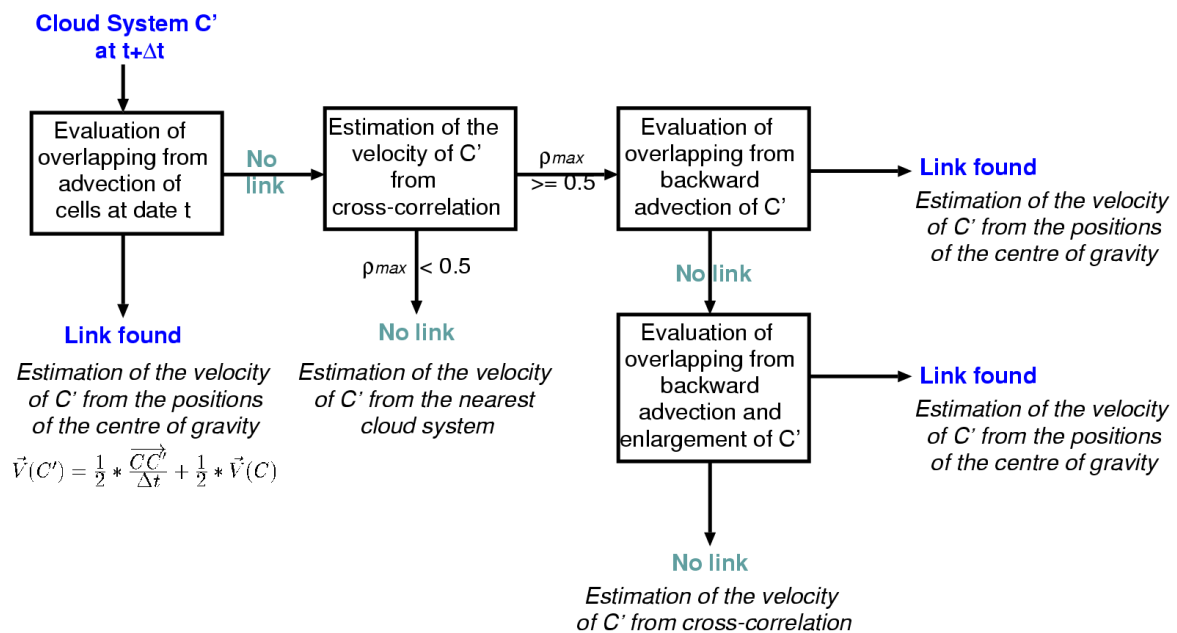 Cloud System C'
at t+Δt
Evaluation of
overlapping from
advection of
cells at date t
No
link
Estimation of the
velocity of C'
from
cross-correlation
ρmax
>= 0.5
Evaluation of
overlapping from
backward
advection of C'
Link found
Estimation of the velocity
of C' from the positions
of the centre of gravity
ρmax < 0.5
No link
Link found
Estimation of the velocity
of C' from the positions
of the centre of gravity
V⃗(C′) = 1/2 * CC″⃗/Δt + 1/2 * V⃗(C)
No link
Estimation of the velocity
of C' from the nearest
cloud system
Evaluation of
overlapping from
backward
advection and
enlargement of C'
Link found
Estimation of the velocity
of C' from the positions
of the centre of gravity
No link
Estimation of the velocity
of C' from cross-correlation